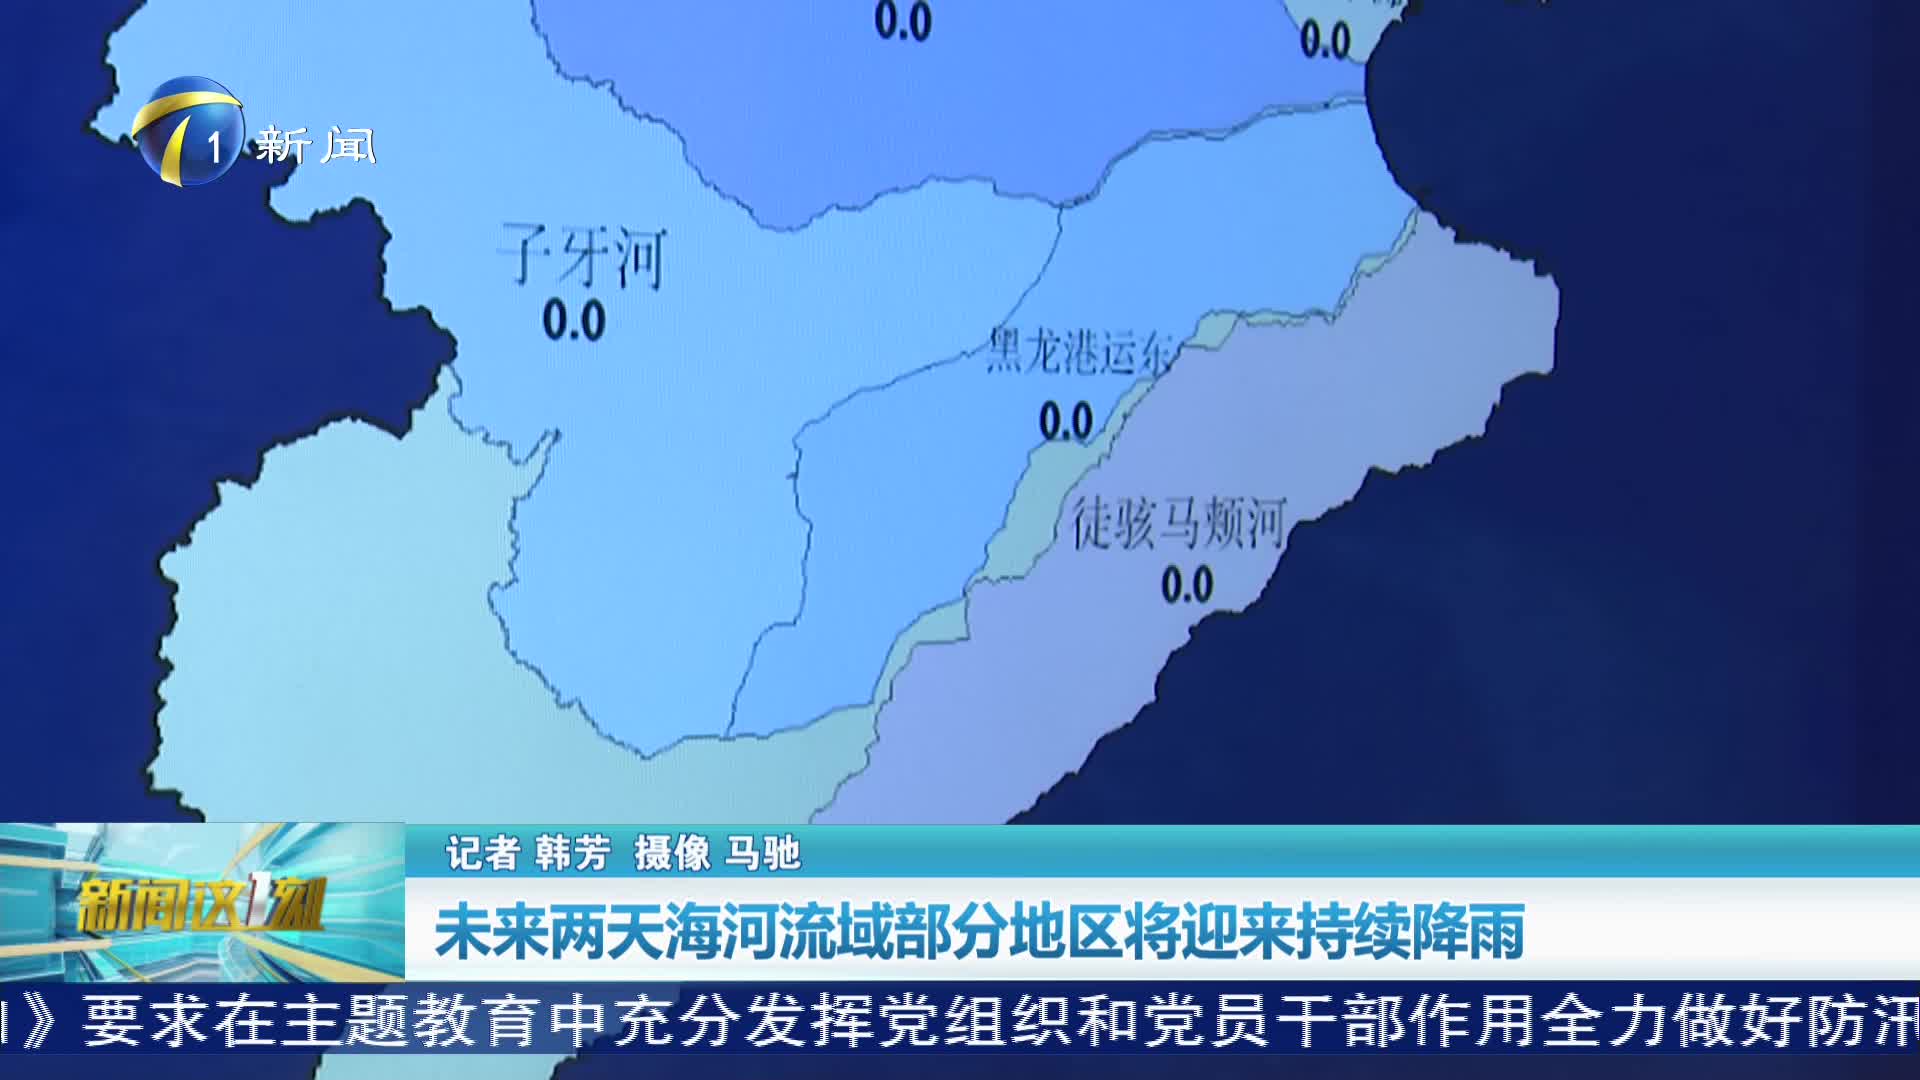 0.0
0.0
1 新闻
子牙河
0.0
黑龙港运东
0.0
徒骇马颊河
0.0
记者 韩芳 摄像 马驰
新闻这1刻
未来两天海河流域部分地区将迎来持续降雨
》要求在主题教育中充分发挥党组织和党员干部作用全力做好防汛